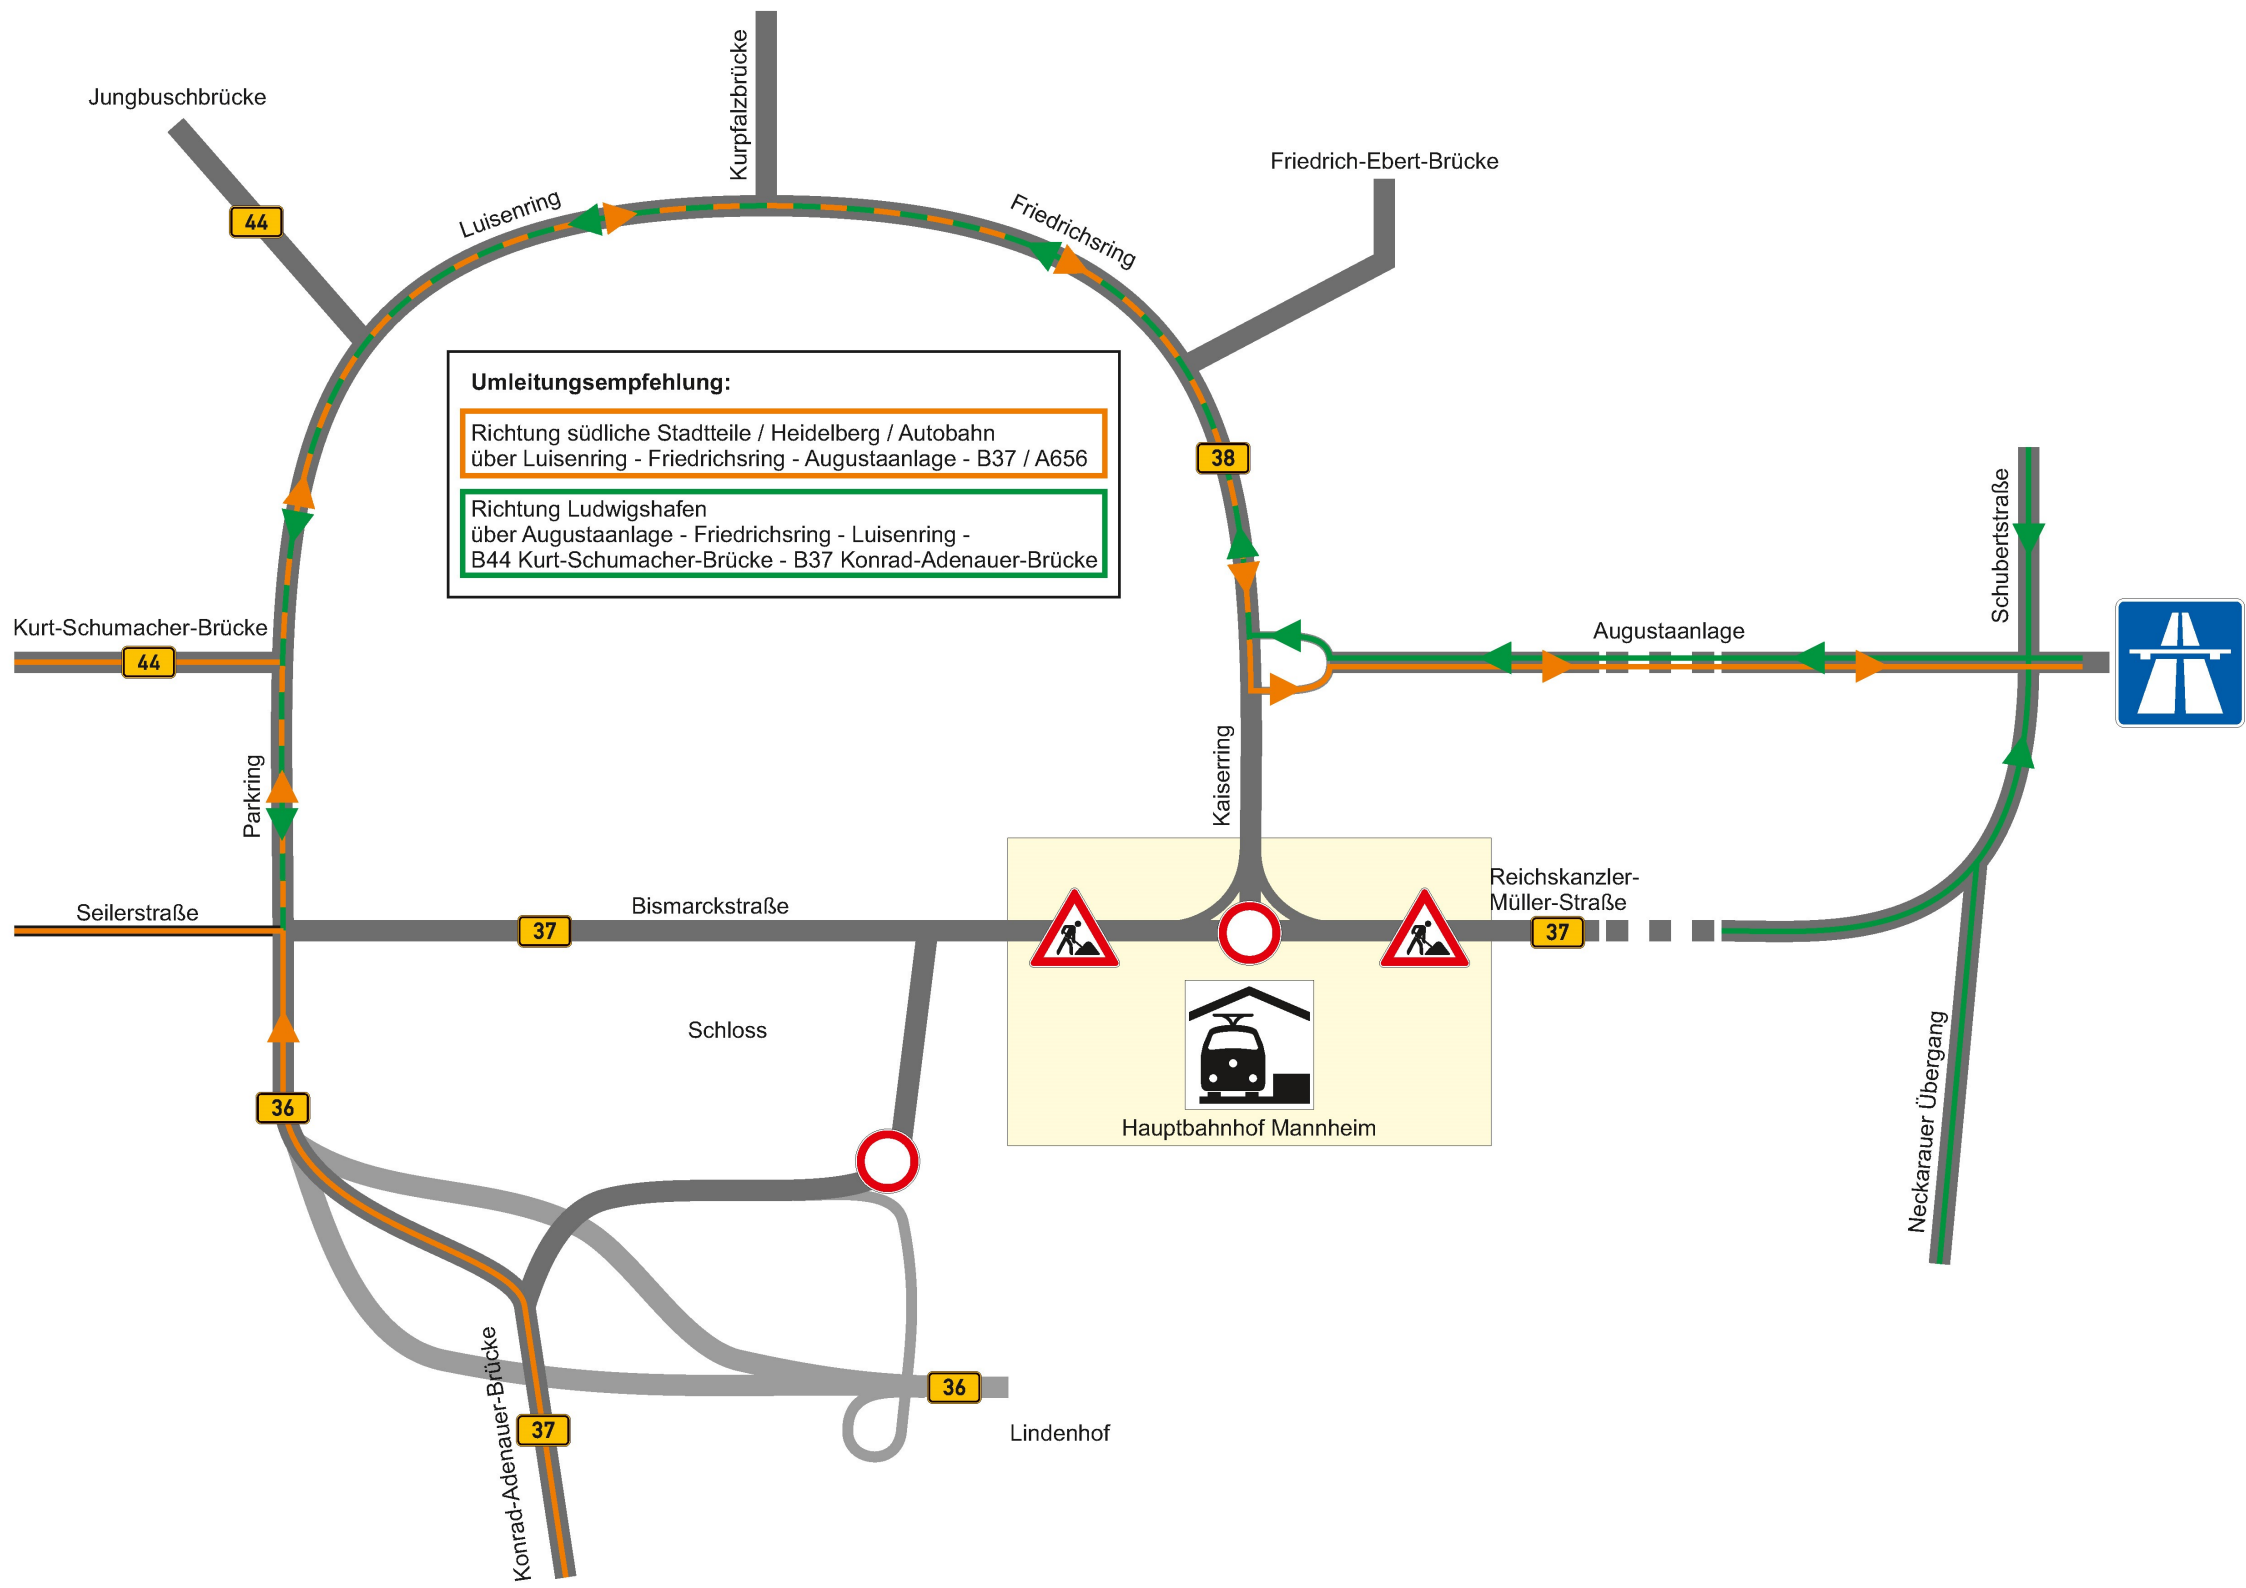 Kurpfalzbrücke
Jungbuschbrücke
Friedrich-Ebert-Brücke
44
Luisenring
Friedrichsring
Umleitungsempfehlung:
Richtung südliche Stadtteile / Heidelberg / Autobahn
über Luisenring - Friedrichsring - Augustaanlage - B37 / A656
Richtung Ludwigshafen
über Augustaanlage - Friedrichsring - Luisenring -
B44 Kurt-Schumacher-Brücke - B37 Konrad-Adenauer-Brücke
38
Schubertstraße
Kurt-Schumacher-Brücke
44
Augustaanlage
Parkring
Kaiserring
Seilerstraße
Bismarckstraße
37
Reichskanzler-
Müller-Straße
37
Schloss
Hauptbahnhof Mannheim
36
Neckarauer Übergang
Konrad-Adenauer-Brücke
37
36
Lindenhof